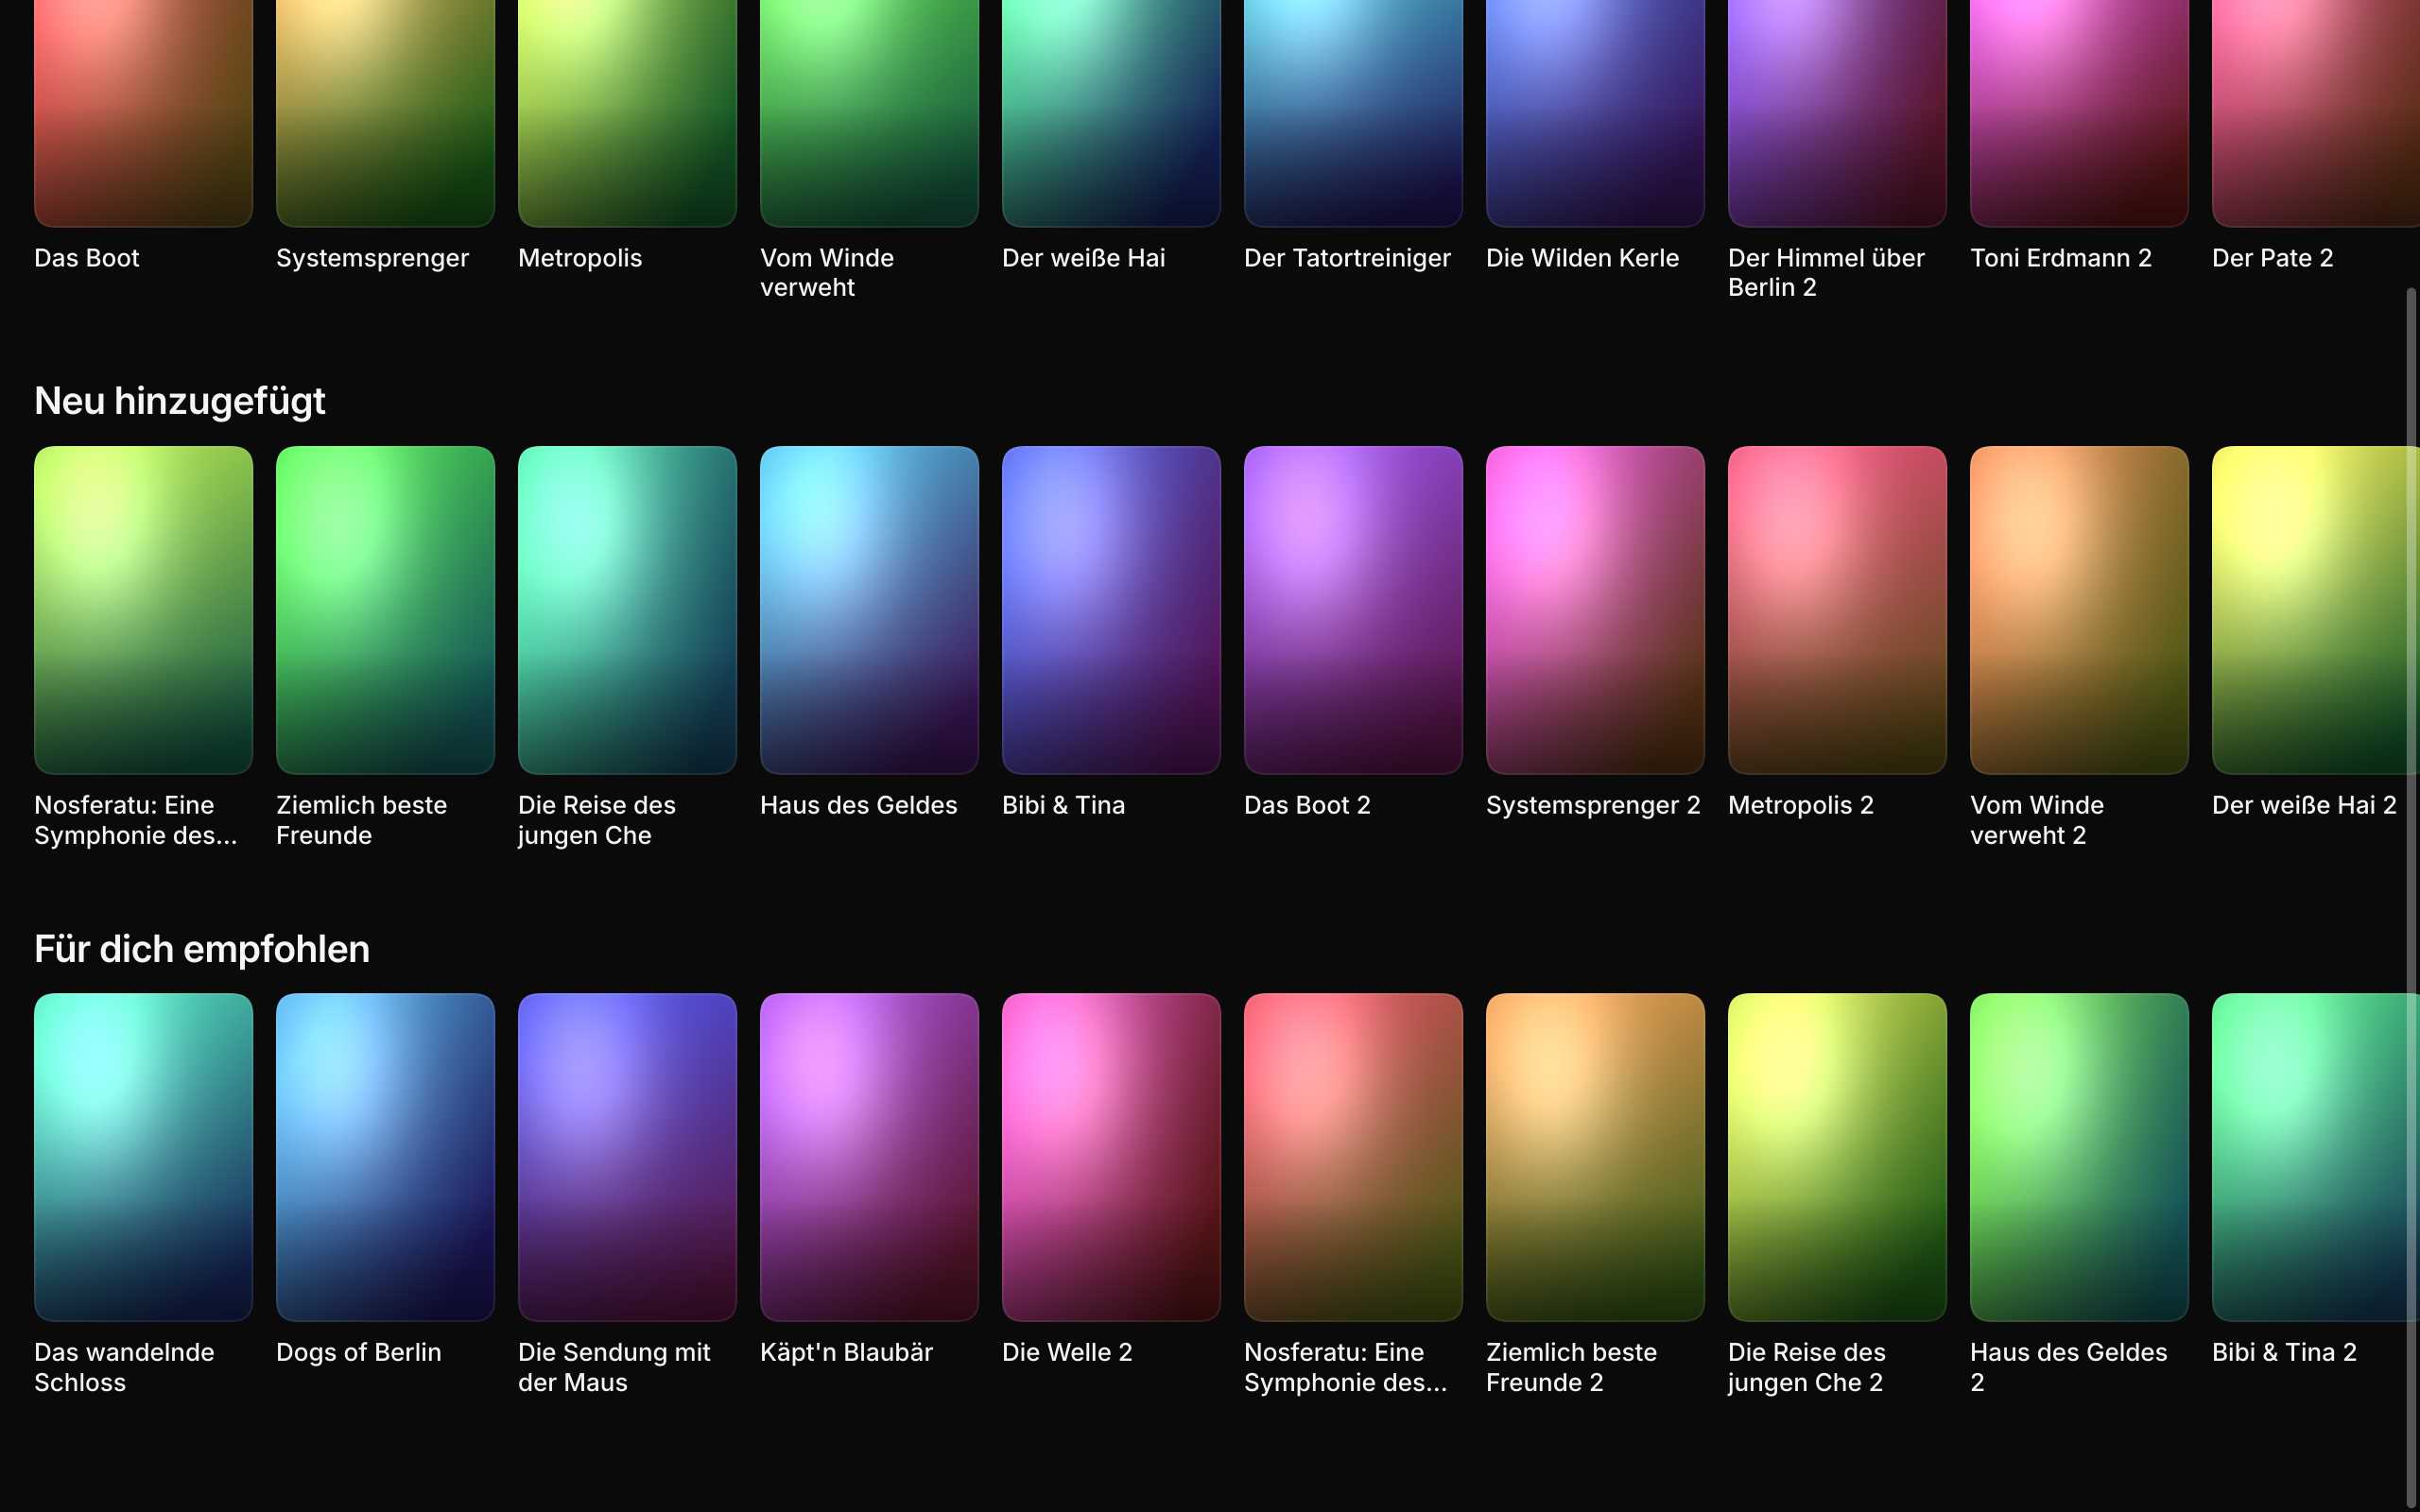 Das Boot
Systemsprenger
Metropolis
Vom Winde
verweht
Der weiße Hai
Der Tatortreiniger
Die Wilden Kerle
Der Himmel über
Berlin 2
Toni Erdmann 2
Der Pate 2
Neu hinzugefügt
Nosferatu: Eine
Symphonie des...
Ziemlich beste
Freunde
Die Reise des
jungen Che
Haus des Geldes
Bibi & Tina
Das Boot 2
Systemsprenger 2
Metropolis 2
Vom Winde
verweht 2
Der weiße Hai 2
Für dich empfohlen
Das wandelnde
Schloss
Dogs of Berlin
Die Sendung mit
der Maus
Käpt'n Blaubär
Die Welle 2
Nosferatu: Eine
Symphonie des...
Ziemlich beste
Freunde 2
Die Reise des
jungen Che 2
Haus des Geldes
2
Bibi & Tina 2